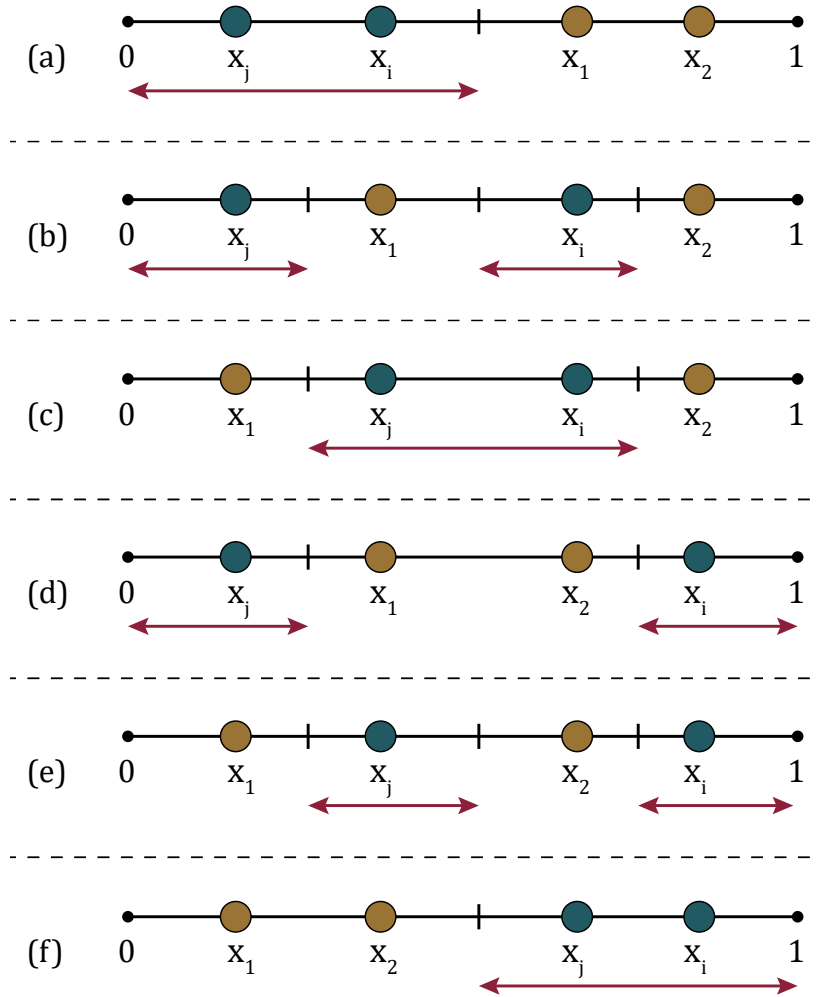 (a) 0 x_j x_i x_1 x_2 1
(b) 0 x_j x_1 x_i x_2 1
(c) 0 x_1 x_j x_i x_2 1
(d) 0 x_j x_1 x_2 x_i 1
(e) 0 x_1 x_j x_2 x_i 1
(f) 0 x_1 x_2 x_j x_i 1